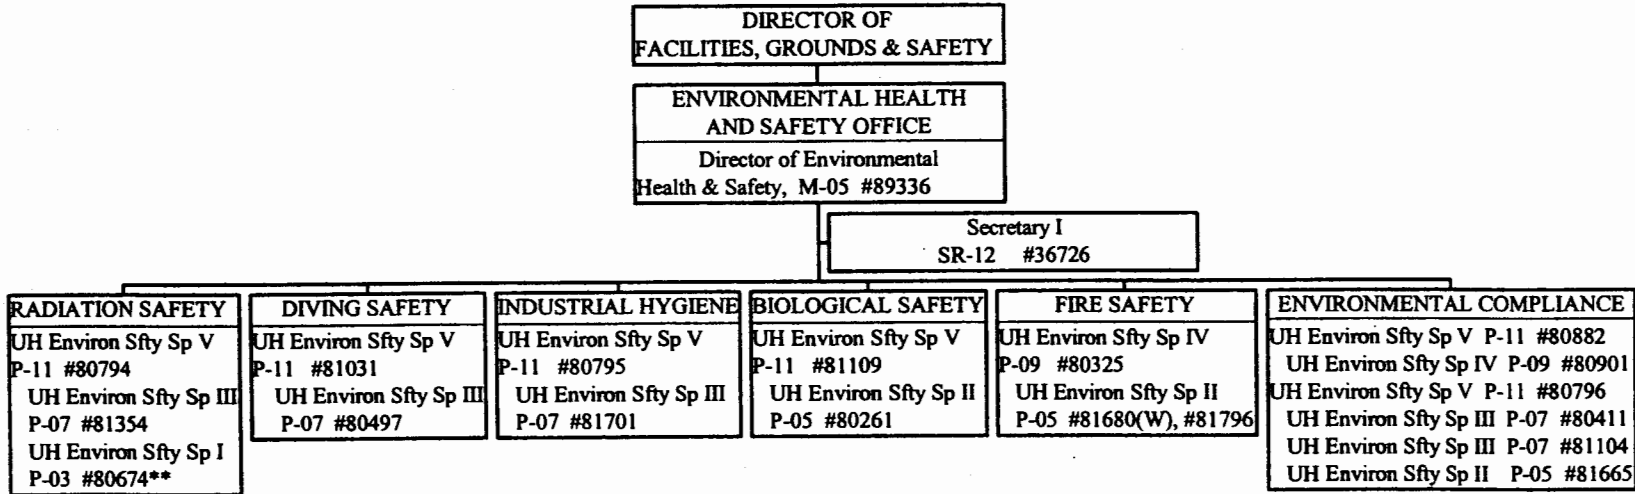 DIRECTOR OF
FACILITIES, GROUNDS & SAFETY
ENVIRONMENTAL HEALTH
AND SAFETY OFFICE
Director of Environmental
Health & Safety, M-05 #89336
Secretary I
SR-12 #36726
RADIATION SAFETY
UH Environ Sfty Sp V
P-11 #80794
UH Environ Sfty Sp III
P-07 #81354
UH Environ Sfty Sp I
P-03 #80674**
DIVING SAFETY
UH Environ Sfty Sp V
P-11 #81031
UH Environ Sfty Sp III
P-07 #80497
INDUSTRIAL HYGIENE
UH Environ Sfty Sp V
P-11 #80795
UH Environ Sfty Sp III
P-07 #81701
BIOLOGICAL SAFETY
UH Environ Sfty Sp V
P-11 #81109
UH Environ Sfty Sp II
P-05 #80261
FIRE SAFETY
UH Environ Sfty Sp IV
P-09 #80325
UH Environ Sfty Sp II
P-05 #81680(W), #81796
ENVIRONMENTAL COMPLIANCE
UH Environ Sfty Sp V P-11 #80882
UH Environ Sfty Sp IV P-09 #80901
UH Environ Sfty Sp V P-11 #80796
UH Environ Sfty Sp III P-07 #80411
UH Environ Sfty Sp III P-07 #81104
UH Environ Sfty Sp II P-05 #81665